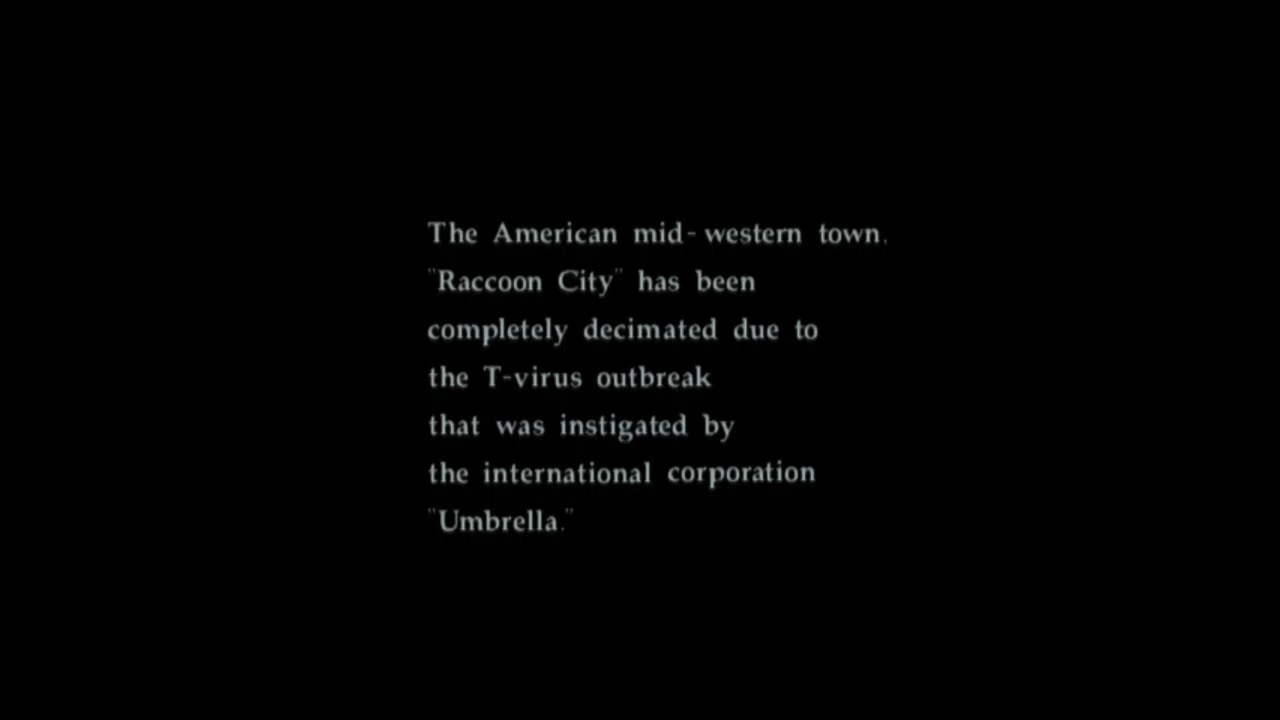 The American mid-western town,
"Raccoon City" has been
completely decimated due to
the T-virus outbreak
that was instigated by
the international corporation
"Umbrella."